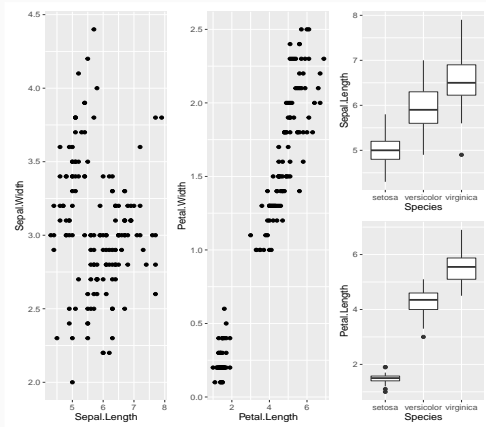 4.5
4.0
3.5
3.0
2.5
2.0
Sepal.Width
5 6 7 8
Sepal.Length
2.5
2.0
1.5
1.0
0.5
0.0
Petal.Width
2 4 6
Petal.Length
8
7
6
5
Sepal.Length
setosa versicolor virginica
Species
6
4
2
Petal.Length
setosa versicolor virginica
Species